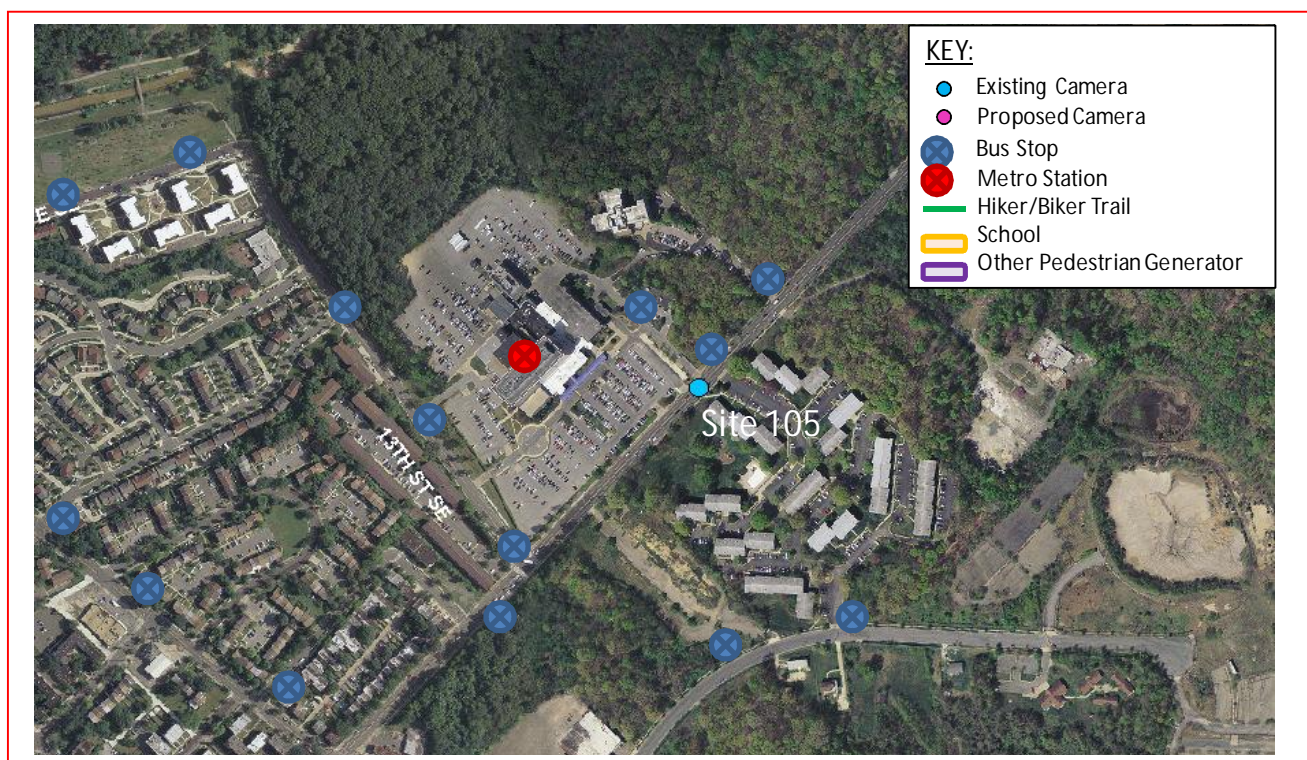 KEY:
Existing Camera
Proposed Camera
Bus Stop
Metro Station
Hiker/Biker Trail
School
Other Pedestrian Generator
Site 105
13TH ST SE
E